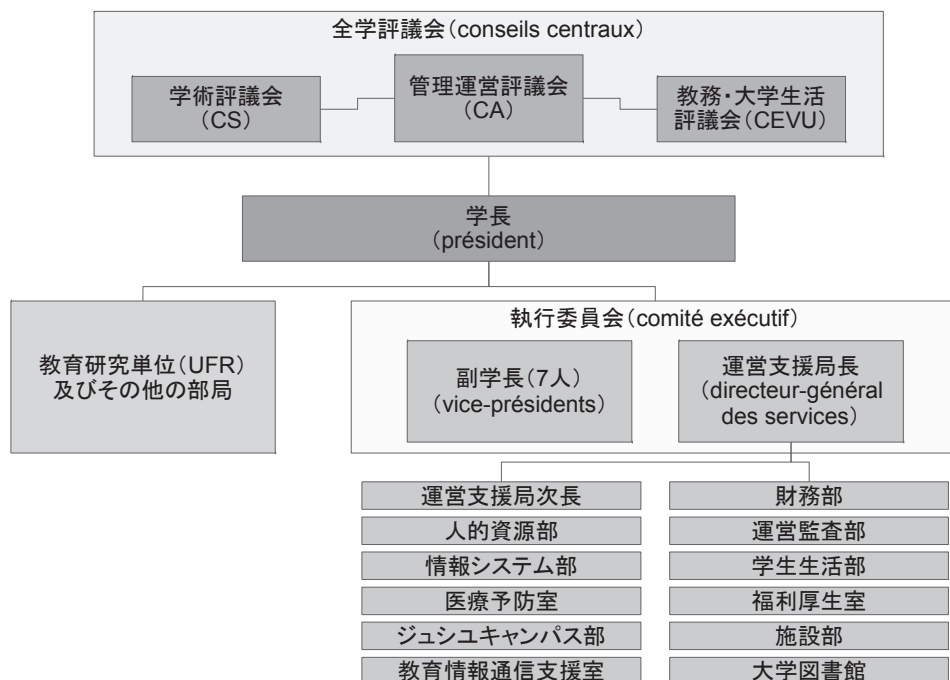 全学評議会（conseils centraux）
学術評議会
（CS）
管理運営評議会
（CA）
教務・大学生活
評議会（CEVU）
学長
（président）
教育研究単位（UFR）
及びその他の部局
執行委員会（comité exécutif）
副学長（7人）
（vice-présidents）
運営支援局長
（directeur-général
des services）
運営支援局次長
人的資源部
情報システム部
医療予防室
ジュシユキャンパス部
教育情報通信支援室
財務部
運営監査部
学生生活部
福利厚生室
施設部
大学図書館